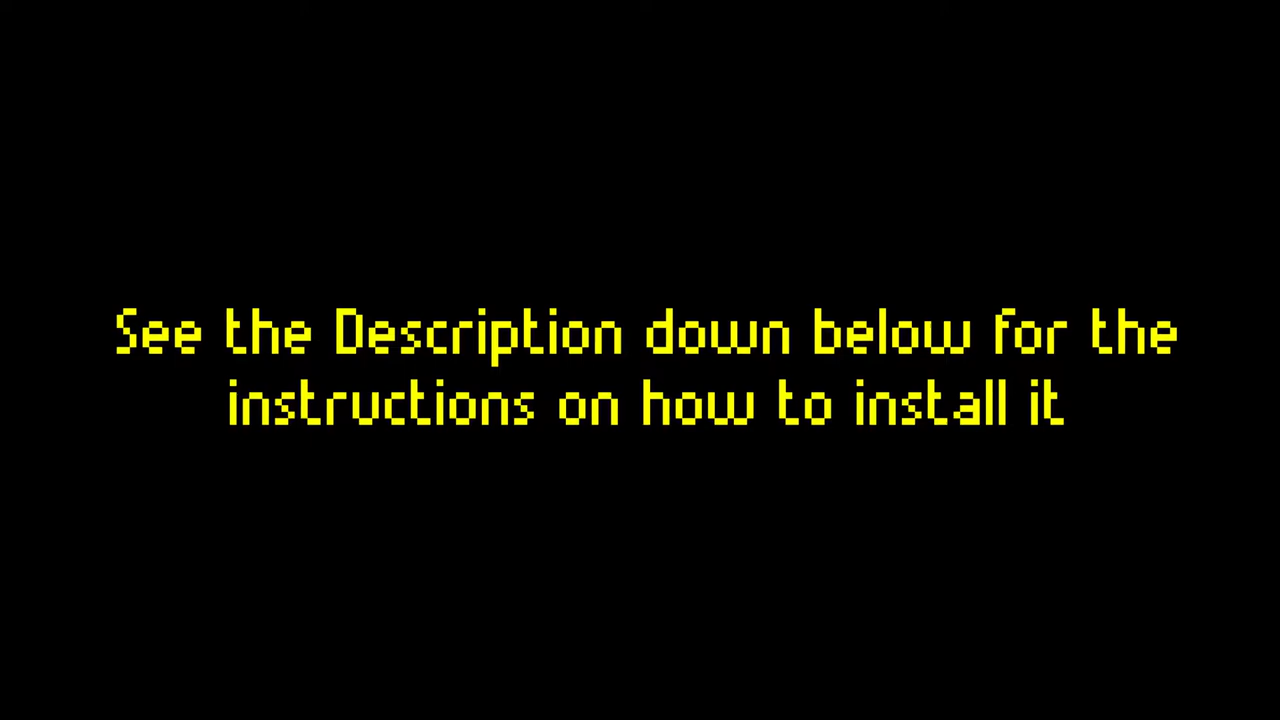 See the Description down below for the
instructions on how to install it